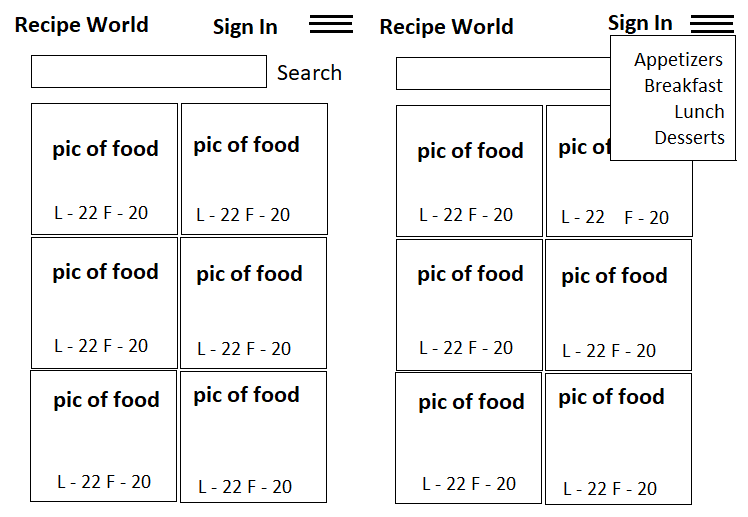 Recipe World Sign In
Search
pic of food pic of food
L - 22 F - 20 L - 22 F - 20
pic of food pic of food
L - 22 F - 20 L - 22 F - 20
pic of food pic of food
L - 22 F - 20 L - 22 F - 20
Recipe World Sign In
Appetizers
Breakfast
Lunch
Desserts
pic of food pic of
L - 22 F - 20 L - 22 F - 20
pic of food pic of food
L - 22 F - 20 L - 22 F - 20
pic of food pic of food
L - 22 F - 20 L - 22 F - 20